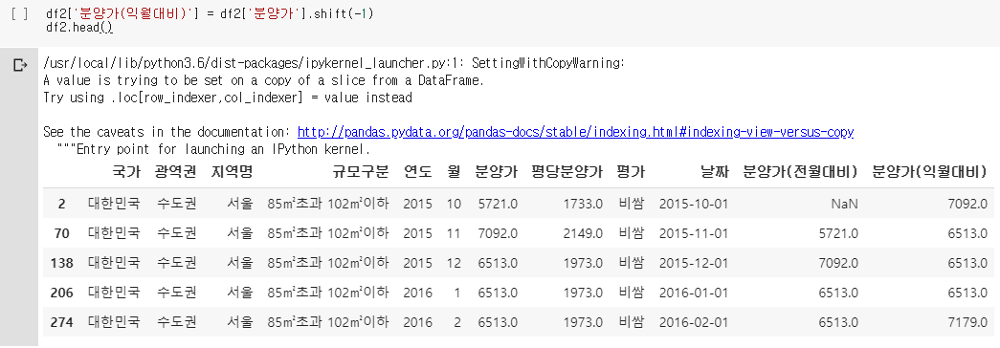 [ ] df2['분양가(익월대비)'] = df2['분양가'].shift(-1)
df2.head()
/usr/local/lib/python3.6/dist-packages/ipykernel_launcher.py:1: SettingWithCopyWarning:
A value is trying to be set on a copy of a slice from a DataFrame.
Try using .loc[row_indexer,col_indexer] = value instead
See the caveats in the documentation: http://pandas.pydata.org/pandas-docs/stable/indexing.html#indexing-view-versus-copy
"""Entry point for launching an IPython kernel.
국가 광역권 지역명 규모구분 연도 월 분양가 평당분양가 평가 날짜 분양가(전월대비) 분양가(익월대비)
2 대한민국 수도권 서울 85㎡초과 102㎡이하 2015 10 5721.0 1733.0 비쌈 2015-10-01 NaN 7092.0
70 대한민국 수도권 서울 85㎡초과 102㎡이하 2015 11 7092.0 2149.0 비쌈 2015-11-01 5721.0 6513.0
138 대한민국 수도권 서울 85㎡초과 102㎡이하 2015 12 6513.0 1973.0 비쌈 2015-12-01 7092.0 6513.0
206 대한민국 수도권 서울 85㎡초과 102㎡이하 2016 1 6513.0 1973.0 비쌈 2016-01-01 6513.0 6513.0
274 대한민국 수도권 서울 85㎡초과 102㎡이하 2016 2 6513.0 1973.0 비쌈 2016-02-01 6513.0 7179.0